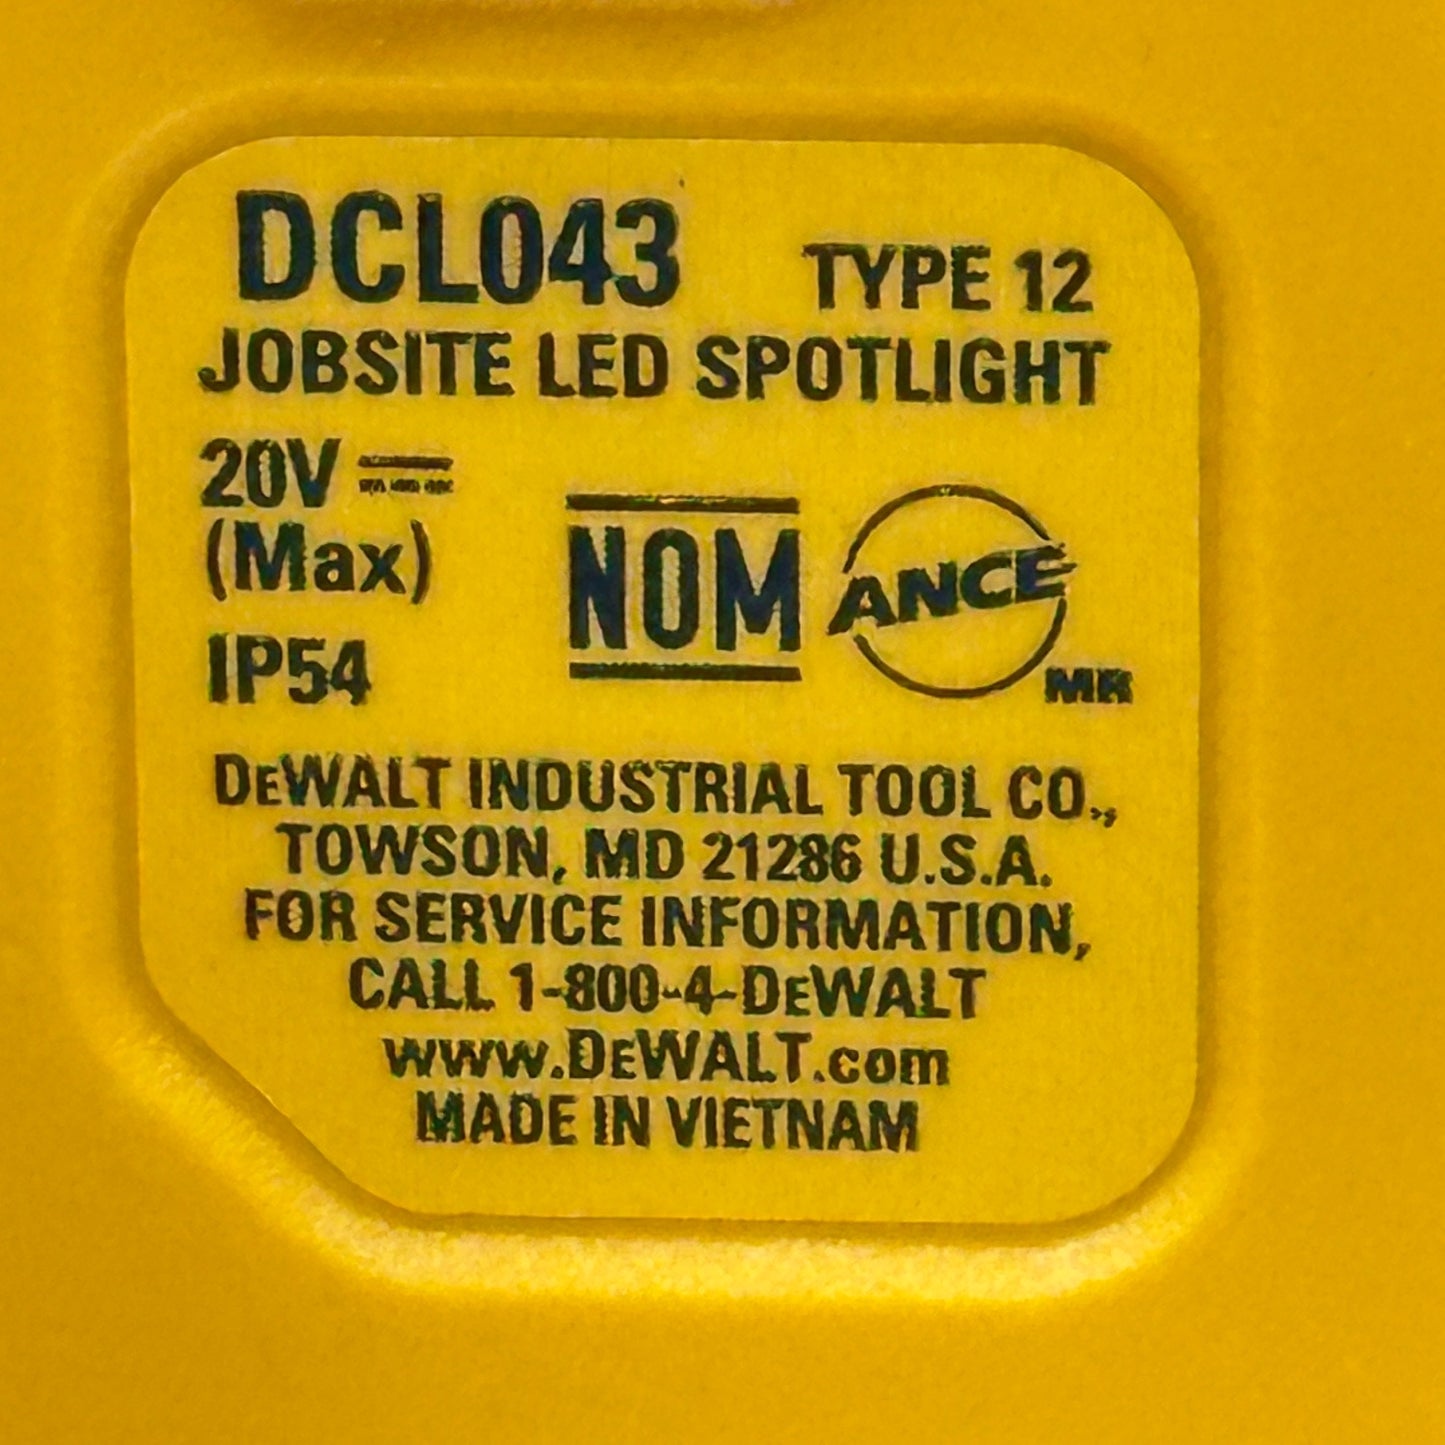 DCL043 TYPE 12
JOBSITE LED SPOTLIGHT
20V ⎓
(Max)
IP54
NOM
ANCE MR
DEWALT INDUSTRIAL TOOL CO.,
TOWSON, MD 21286 U.S.A.
FOR SERVICE INFORMATION,
CALL 1-800-4-DEWALT
www.DEWALT.com
MADE IN VIETNAM